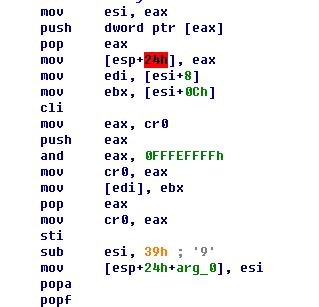 mov esi, eax
push dword ptr [eax]
pop eax
mov [esp+24h], eax
mov edi, [esi+8]
mov ebx, [esi+0Ch]
cli
mov eax, cr0
push eax
and eax, 0FFFEFFFFh
mov cr0, eax
mov [edi], ebx
pop eax
mov cr0, eax
sti
sub esi, 39h ; '9'
mov [esp+24h+arg_0], esi
popa
popf